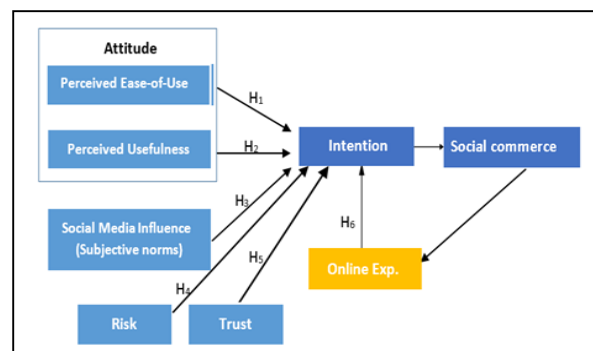 Attitude
Perceived Ease-of-Use
H1
Perceived Usefulness
H2
Intention
Social commerce
Social Media Influence
(Subjective norms)
H3
H4
H5
H6
Online Exp.
Risk
Trust